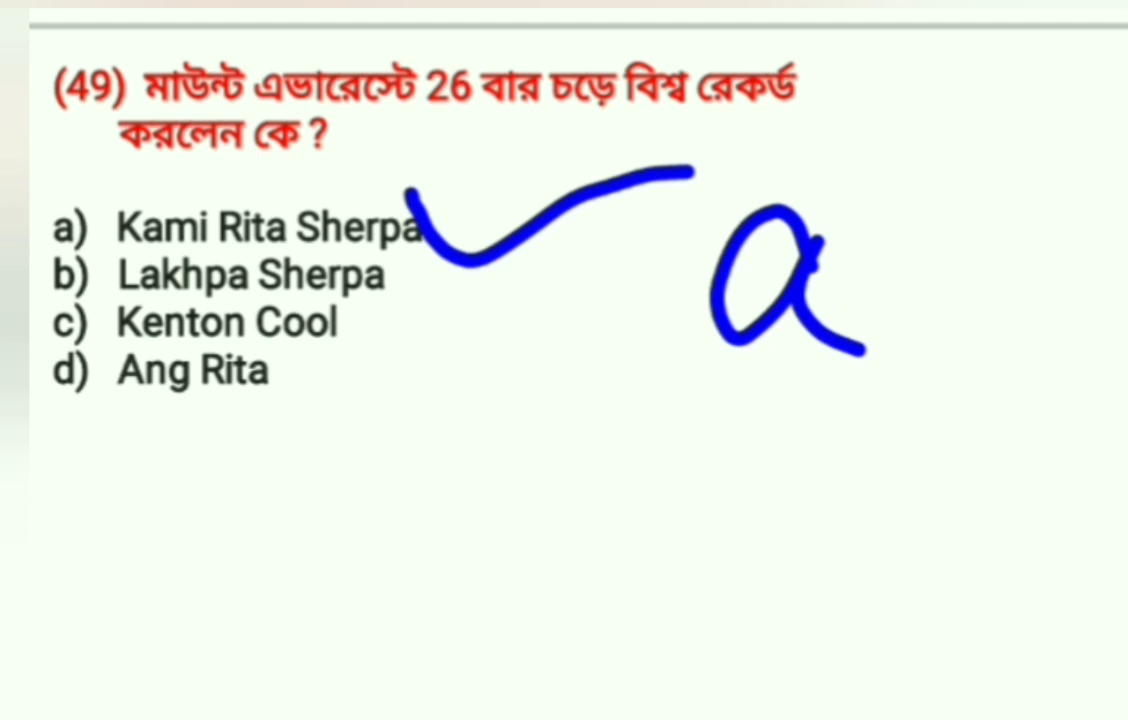 (49) মাউন্ট এভারেস্টে 26 বার চড়ে বিশ্ব রেকর্ড
করলেন কে ?
a) Kami Rita Sherpa
b) Lakhpa Sherpa
c) Kenton Cool
d) Ang Rita
a